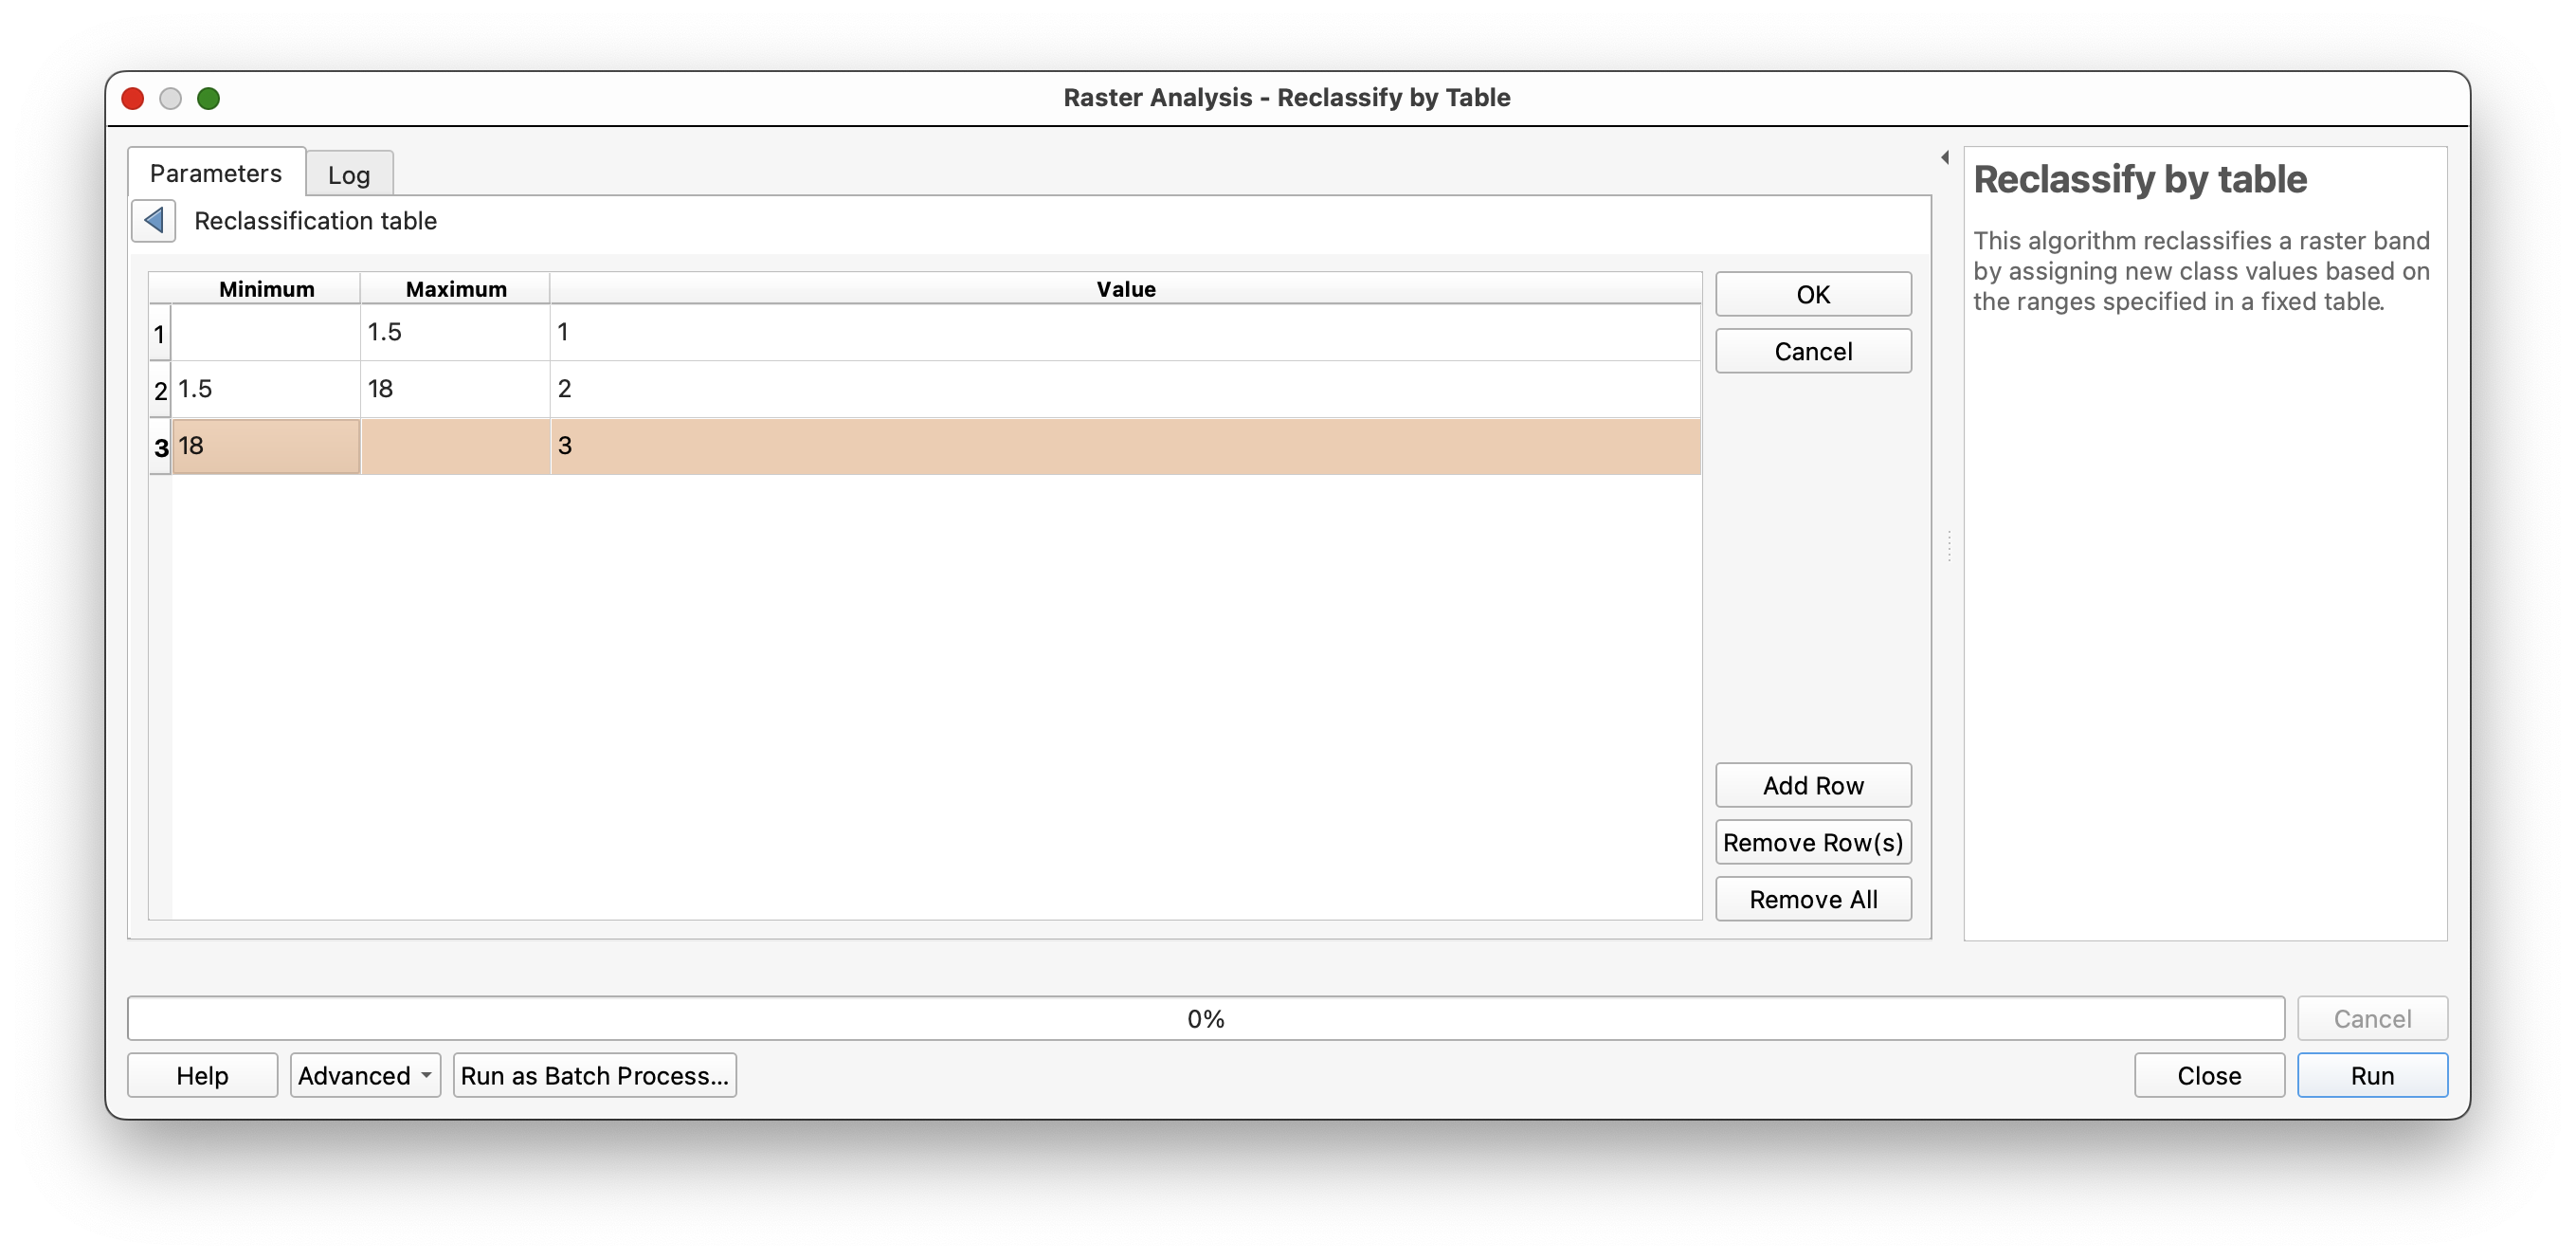 Raster Analysis - Reclassify by Table
Parameters
Log
Reclassification table
Minimum Maximum Value
1 1.5 1
2 1.5 18 2
3 18 3
OK
Cancel
Add Row
Remove Row(s)
Remove All
Reclassify by table
This algorithm reclassifies a raster band
by assigning new class values based on
the ranges specified in a fixed table.
0%
Cancel
Help
Advanced
Run as Batch Process...
Close
Run